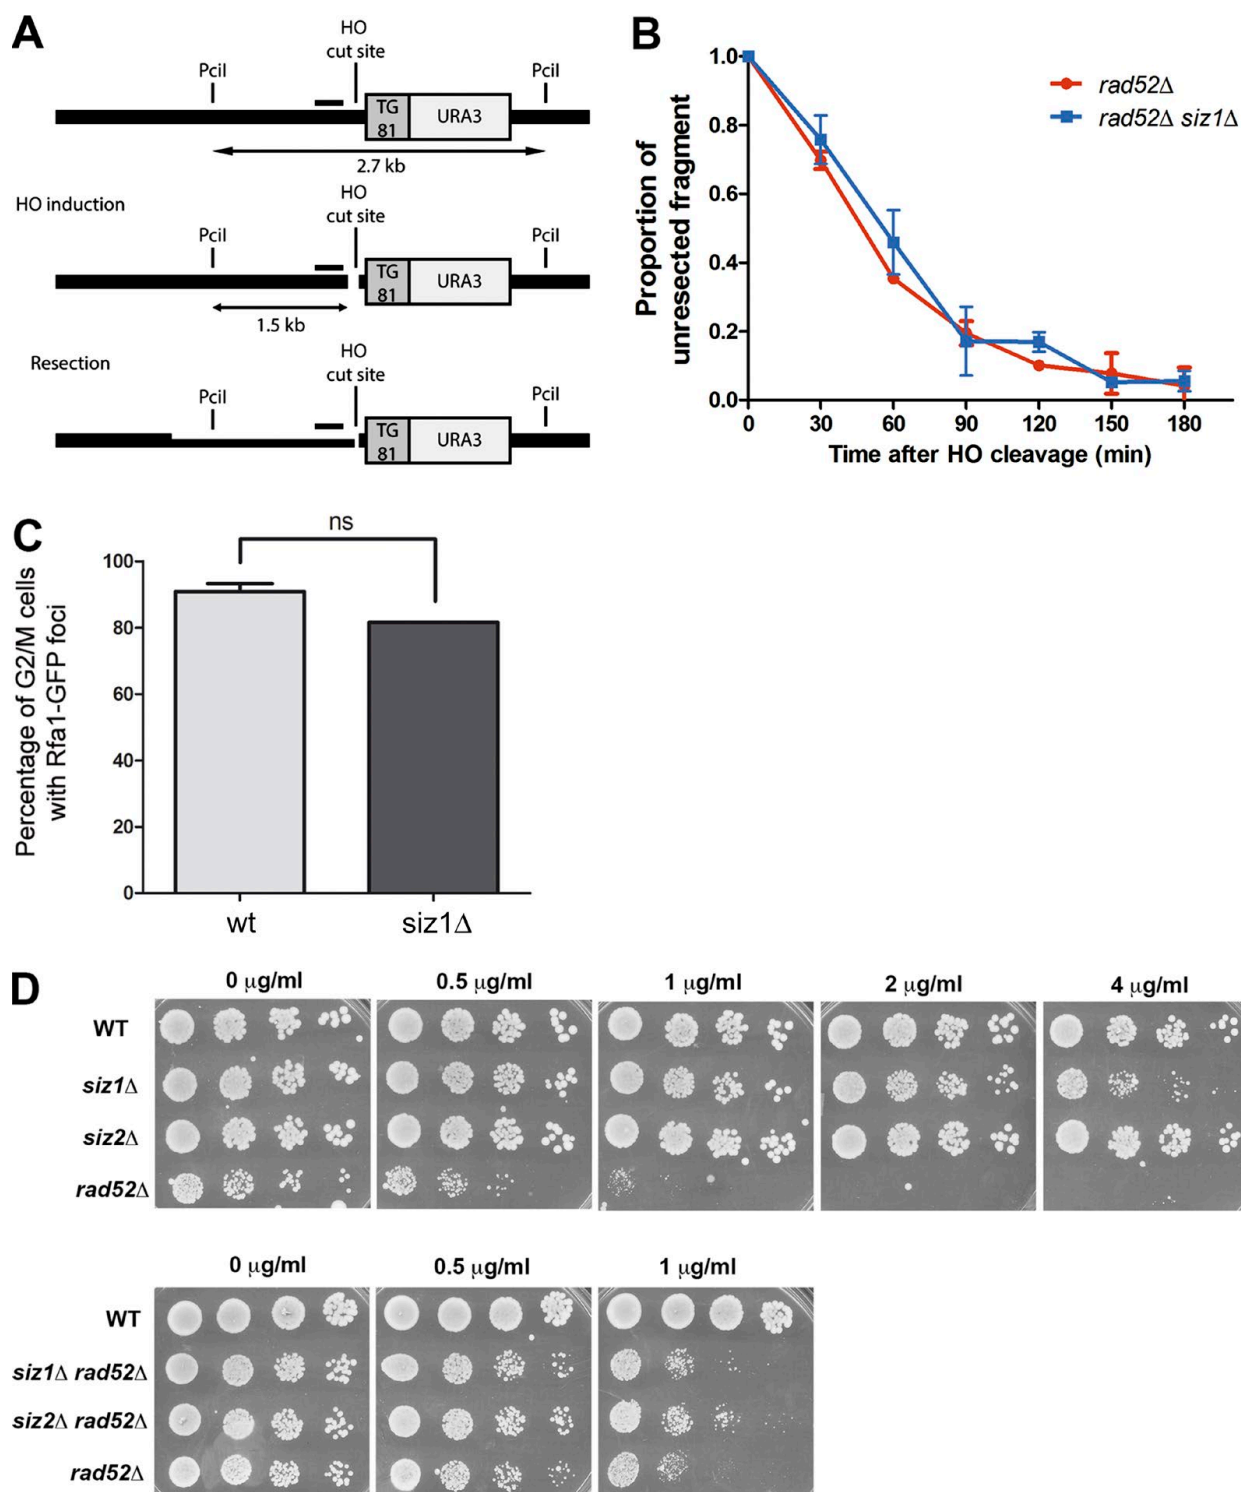 A
HO
cut site
PciI
PciI
TG
81
URA3
2.7 kb
HO induction
HO
cut site
PciI
PciI
TG
81
URA3
1.5 kb
Resection
HO
cut site
PciI
PciI
TG
81
URA3
B
Proportion of
unresected fragment
1.0
0.8
0.6
0.4
0.2
0.0
0 30 60 90 120 150 180
Time after HO cleavage (min)
rad52Δ
rad52Δ siz1Δ
C
ns
Percentage of G2/M cells
with Rfa1-GFP foci
100
80
60
40
20
0
wt siz1Δ
D
0 μg/ml 0.5 μg/ml 1 μg/ml 2 μg/ml 4 μg/ml
WT
siz1Δ
siz2Δ
rad52Δ
0 μg/ml 0.5 μg/ml 1 μg/ml
WT
siz1Δ rad52Δ
siz2Δ rad52Δ
rad52Δ